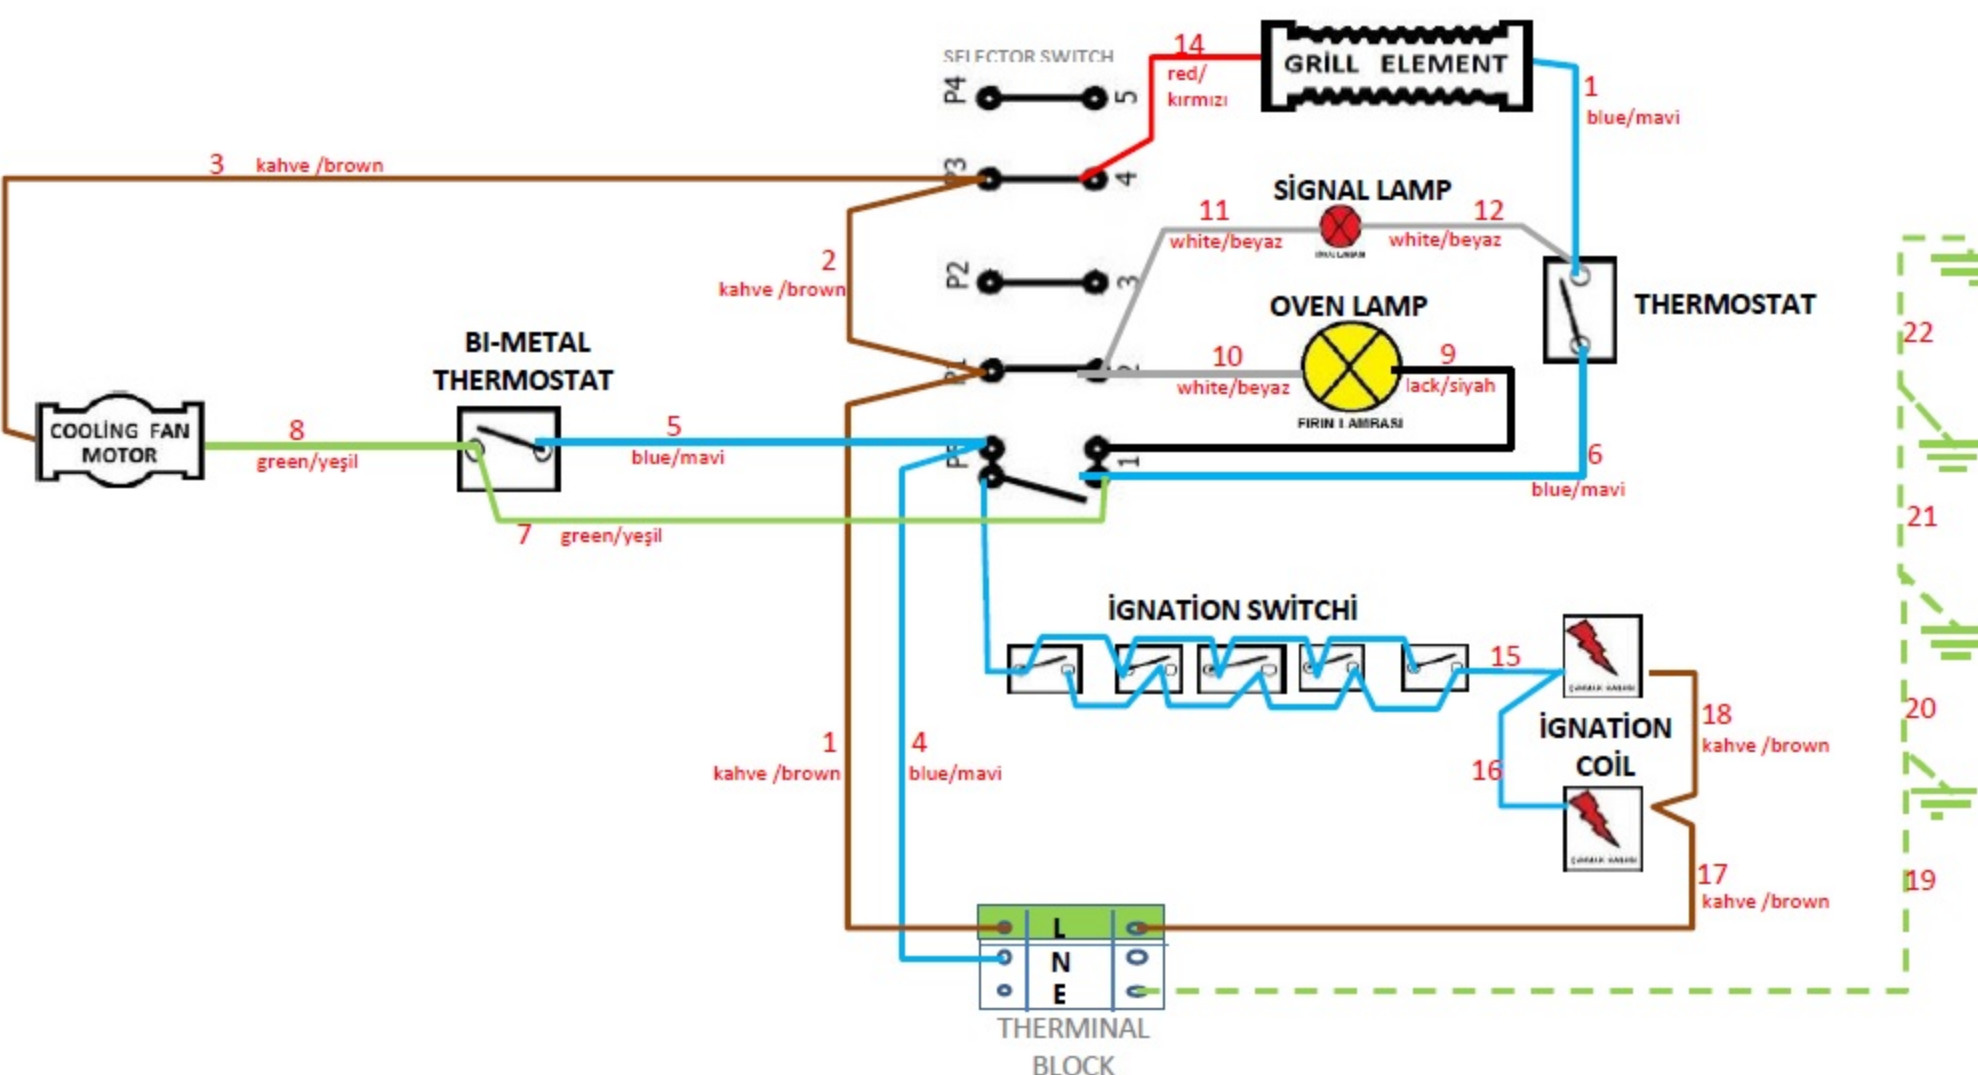 SELECTOR SWITCH
P4
5
14
red/
kırmızı
GRİLL ELEMENT
1
blue/mavi
3
kahve /brown
4
SİGNAL LAMP
11
white/beyaz
12
white/beyaz
2
kahve /brown
P2
3
OVEN LAMP
THERMOSTAT
10
white/beyaz
9
lack/siyah
FIRIN LAMBASI
BI-METAL
THERMOSTAT
COOLİNG FAN
MOTOR
8
green/yeşil
5
blue/mavi
1
6
blue/mavi
7
green/yeşil
22
21
20
19
İGNATİON SWİTCHİ
15
16
İGNATİON
COİL
18
kahve /brown
17
kahve /brown
1
kahve /brown
4
blue/mavi
L
N
E
THERMINAL
BLOCK